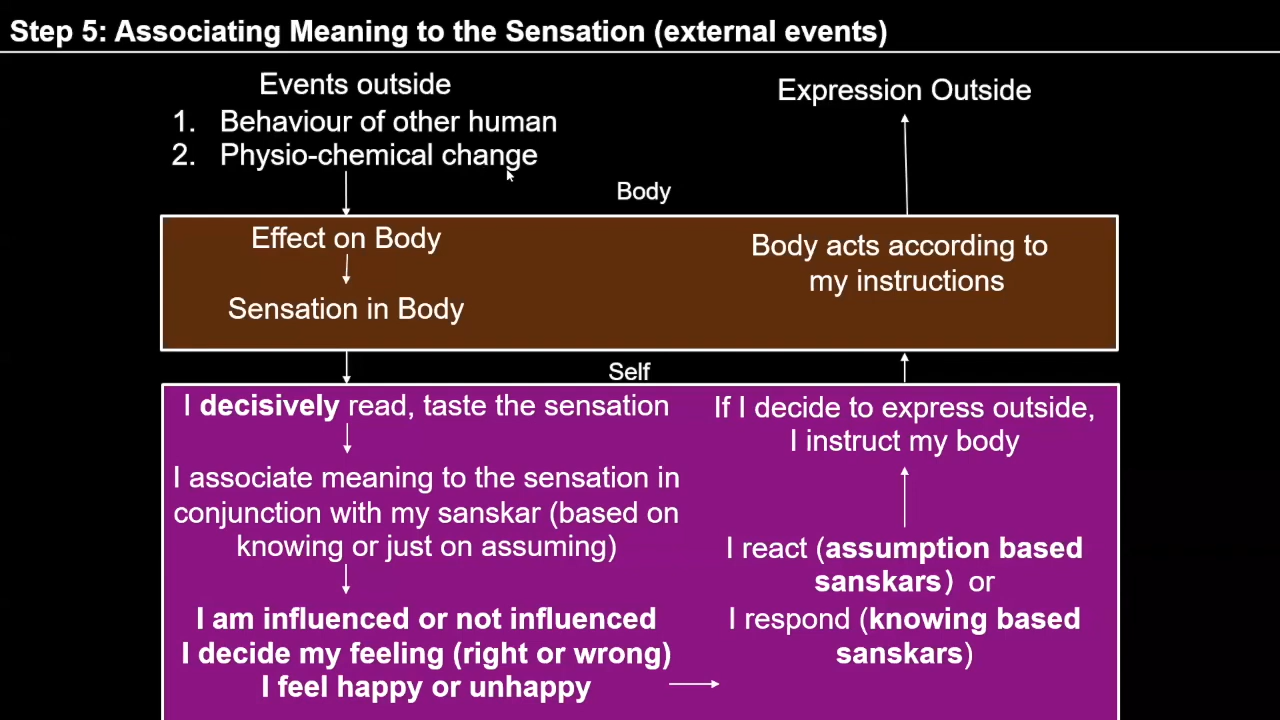 Step 5: Associating Meaning to the Sensation (external events)
Events outside
1. Behaviour of other human
2. Physio-chemical change
Expression Outside
Body
Effect on Body
Sensation in Body
Body acts according to
my instructions
Self
I decisively read, taste the sensation
I associate meaning to the sensation in
conjunction with my sanskar (based on
knowing or just on assuming)
I am influenced or not influenced
I decide my feeling (right or wrong)
I feel happy or unhappy
If I decide to express outside,
I instruct my body
I react (assumption based
sanskars) or
I respond (knowing based
sanskars)